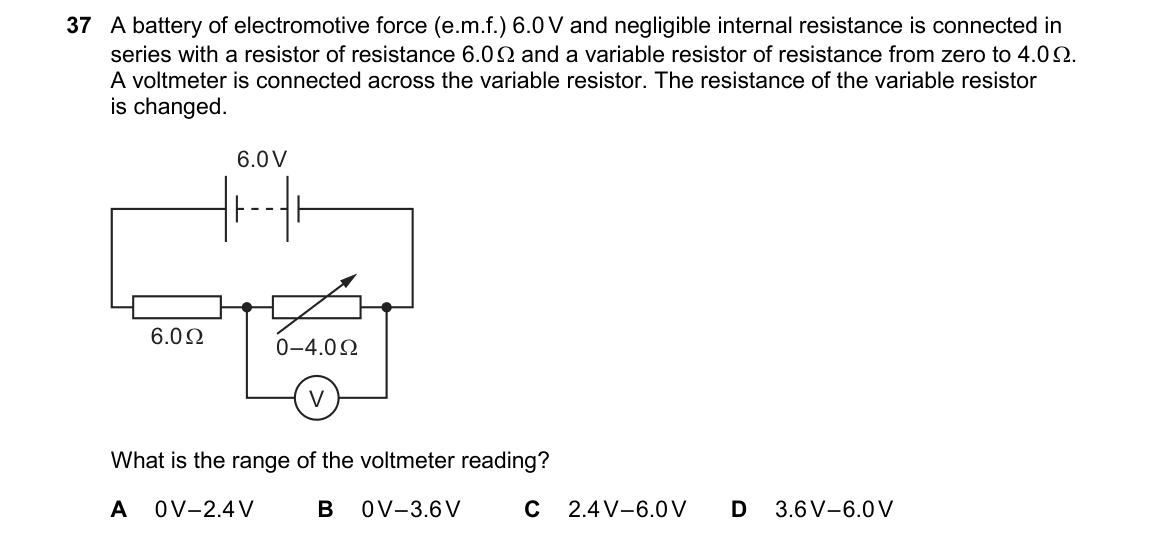 37 A battery of electromotive force (e.m.f.) 6.0 V and negligible internal resistance is connected in
series with a resistor of resistance 6.0 Ω and a variable resistor of resistance from zero to 4.0 Ω.
A voltmeter is connected across the variable resistor. The resistance of the variable resistor
is changed.
6.0 V
6.0 Ω
0–4.0 Ω
V
What is the range of the voltmeter reading?
A 0 V–2.4 V B 0 V–3.6 V C 2.4 V–6.0 V D 3.6 V–6.0 V